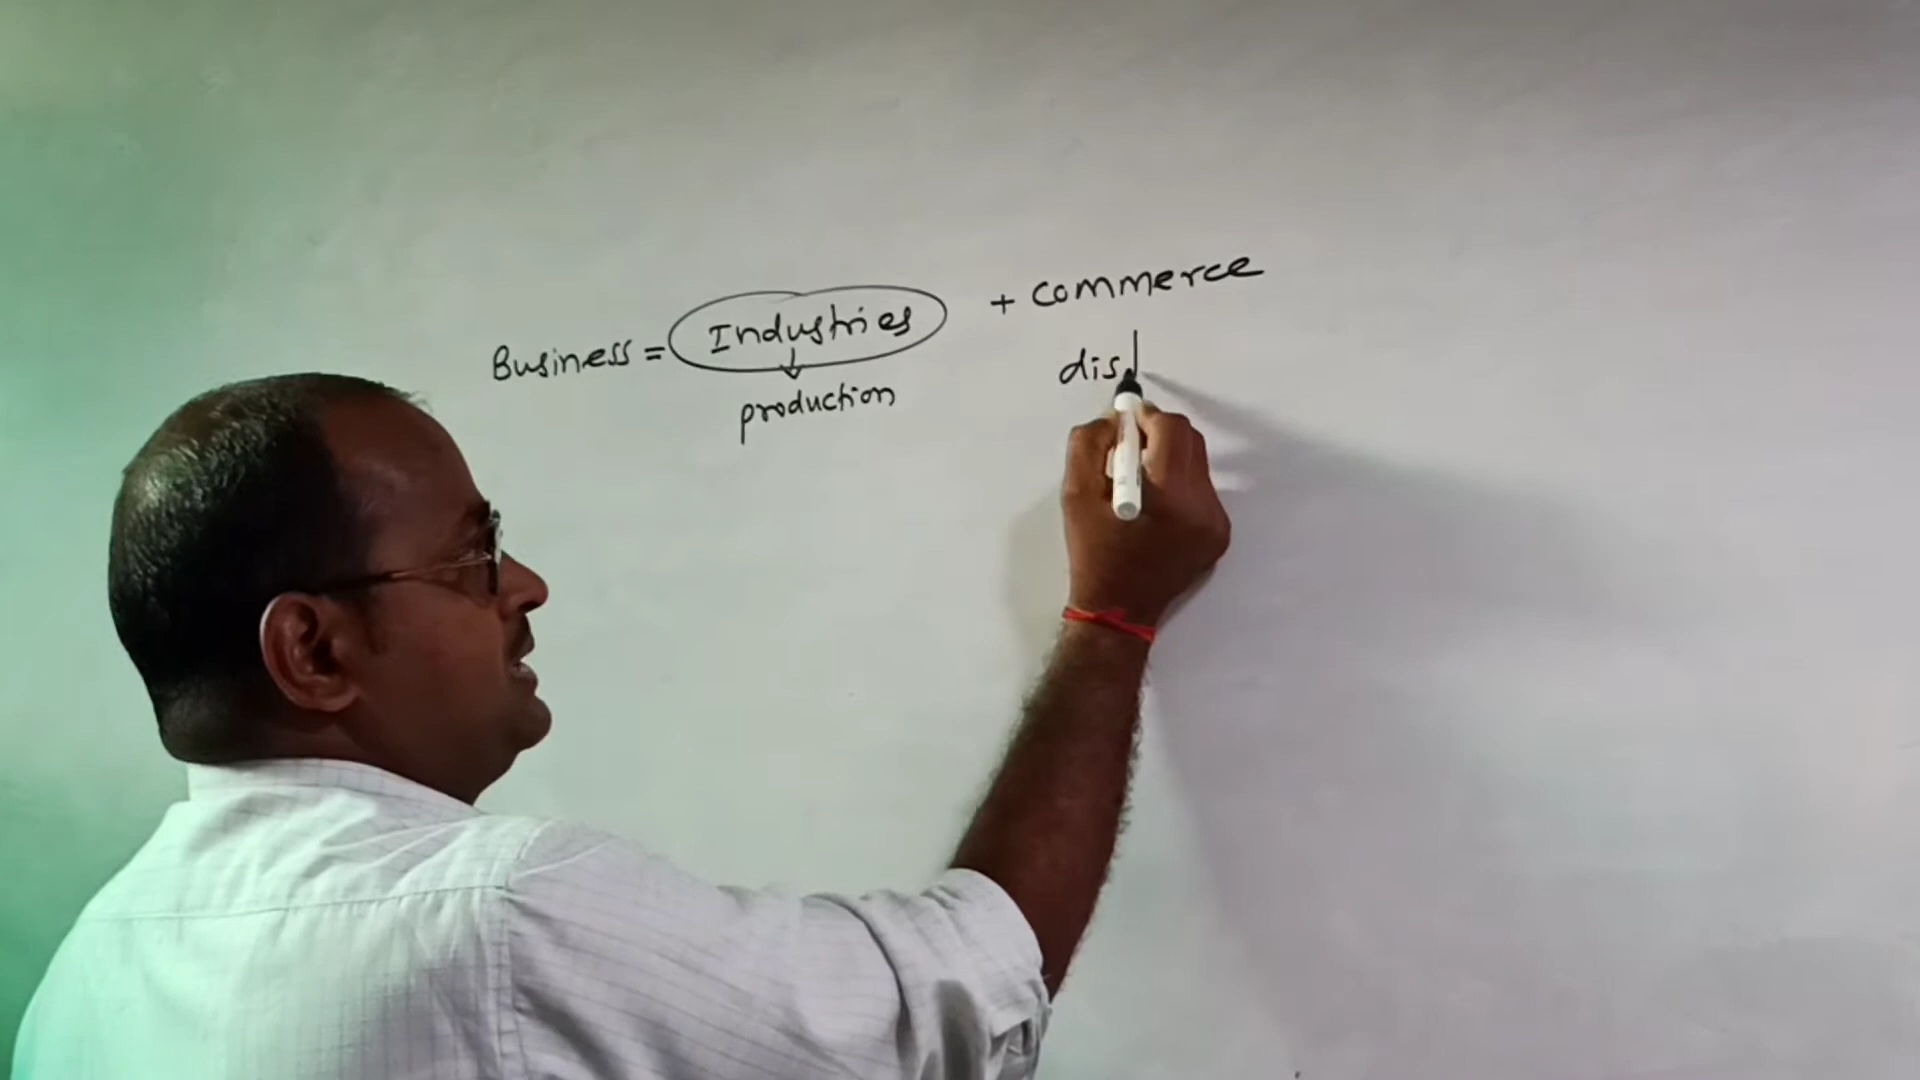 Business = Industries + commerce
production
dis